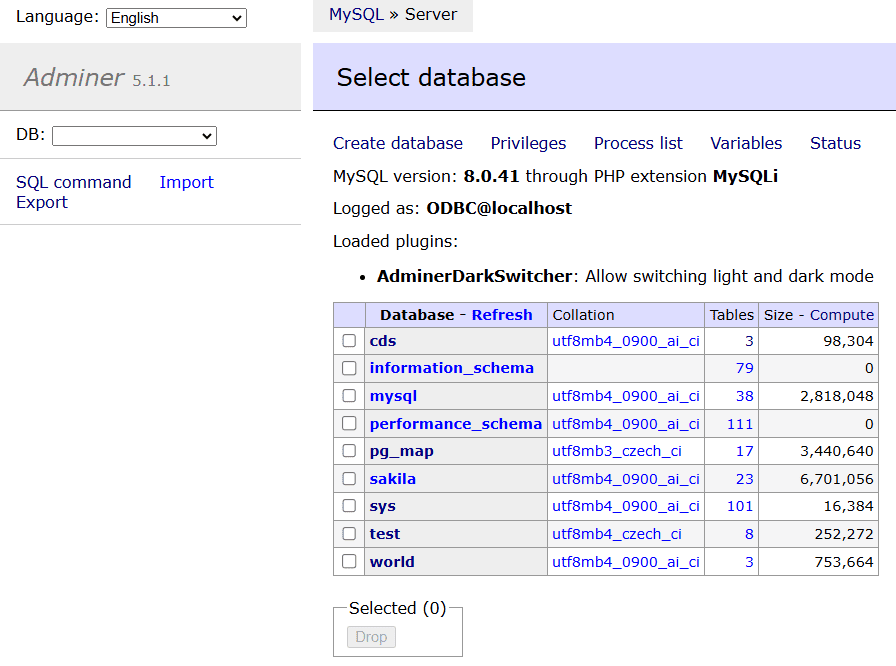 Language: English
MySQL » Server
Adminer 5.1.1
Select database
DB:
SQL command Import
Export
Create database Privileges Process list Variables Status
MySQL version: 8.0.41 through PHP extension MySQLi
Logged as: ODBC@localhost
Loaded plugins:
• AdminerDarkSwitcher: Allow switching light and dark mode
Database - Refresh Collation Tables Size - Compute
cds utf8mb4_0900_ai_ci 3 98,304
information_schema 79 0
mysql utf8mb4_0900_ai_ci 38 2,818,048
performance_schema utf8mb4_0900_ai_ci 111 0
pg_map utf8mb3_czech_ci 17 3,440,640
sakila utf8mb4_0900_ai_ci 23 6,701,056
sys utf8mb4_0900_ai_ci 101 16,384
test utf8mb4_czech_ci 8 252,272
world utf8mb4_0900_ai_ci 3 753,664
Selected (0)
Drop